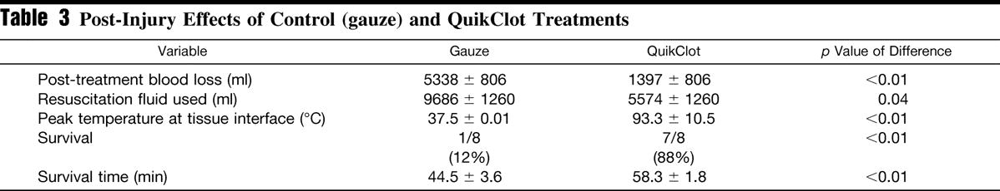 Table 3 Post-Injury Effects of Control (gauze) and QuikClot Treatments
Variable Gauze QuikClot p Value of Difference
Post-treatment blood loss (ml) 5338 ± 806 1397 ± 806 <0.01
Resuscitation fluid used (ml) 9686 ± 1260 5574 ± 1260 0.04
Peak temperature at tissue interface (°C) 37.5 ± 0.01 93.3 ± 10.5 <0.01
Survival 1/8 7/8 <0.01
(12%) (88%)
Survival time (min) 44.5 ± 3.6 58.3 ± 1.8 <0.01